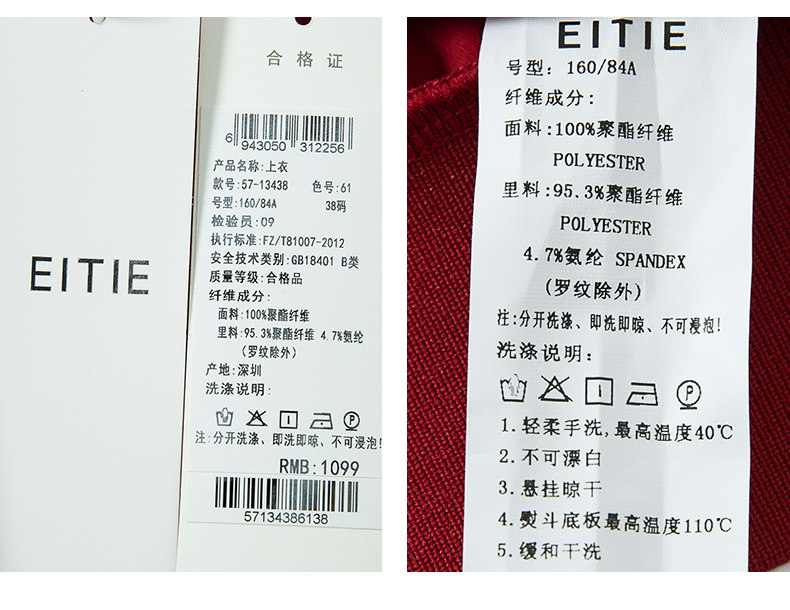 EITIE
合格证
6 943050 312256
产品名称:上衣
款号:57-13438 色号:61
号型:160/84A 38码
检验员:09
执行标准:FZ/T81007-2012
安全技术类别:GB18401 B类
质量等级:合格品
纤维成分:
面料:100%聚酯纤维
里料:95.3%聚酯纤维 4.7%氨纶
(罗纹除外)
产地:深圳
洗涤说明:
P
注:分开洗涤、即洗即晾、不可浸泡!
RMB:1099
57134386138
EITIE
号型: 160/84A
纤维成分:
面料:100%聚酯纤维
POLYESTER
里料:95.3%聚酯纤维
POLYESTER
4.7%氨纶 SPANDEX
(罗纹除外)
注:分开洗涤、即洗即晾、不可浸泡!
洗涤说明:
P
1.轻柔手洗,最高温度40℃
2.不可漂白
3.悬挂晾干
4.熨斗底板最高温度110℃
5.缓和干洗